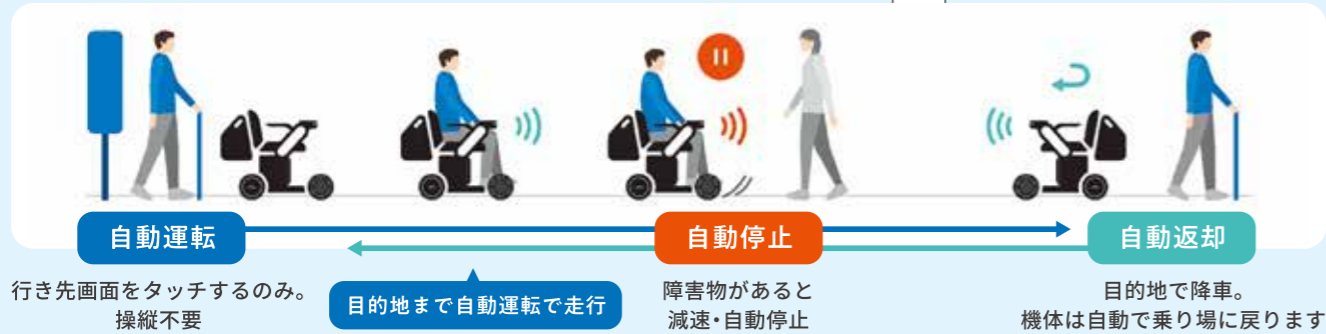 自動運転
自動停止
自動返却
行き先画面をタッチするのみ。
操縦不要
目的地まで自動運転で走行
障害物があると
減速・自動停止
目的地で降車。
機体は自動で乗り場に戻ります